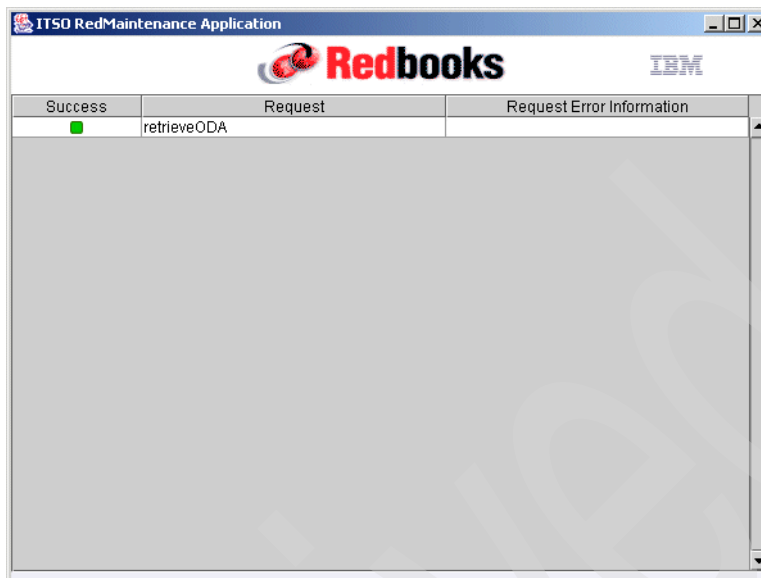 ITSO RedMaintenance Application
Redbooks IBM
Success Request Request Error Information
retrieveODA